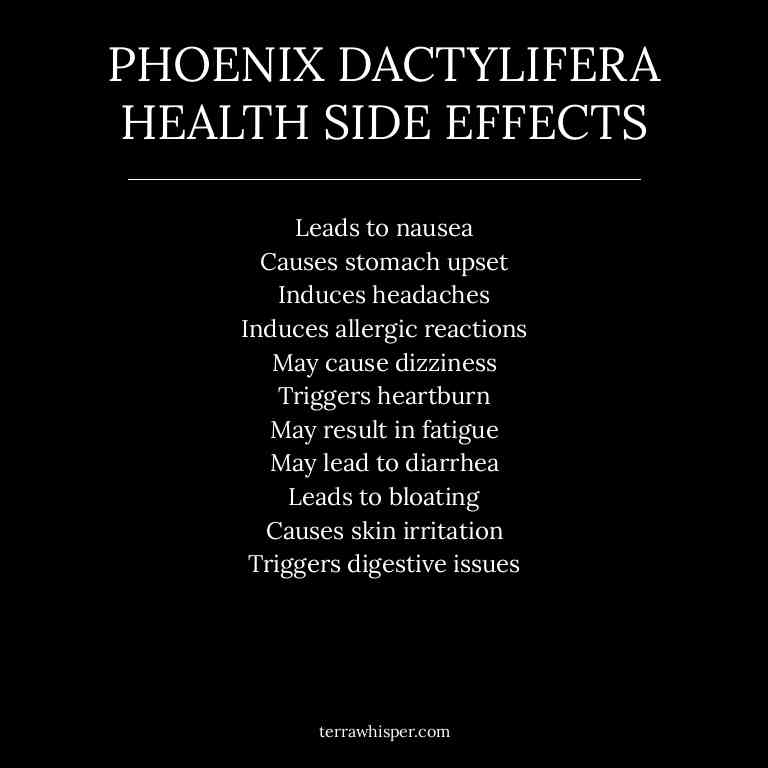 PHOENIX DACTYLIFERA
HEALTH SIDE EFFECTS
Leads to nausea
Causes stomach upset
Induces headaches
Induces allergic reactions
May cause dizziness
Triggers heartburn
May result in fatigue
May lead to diarrhea
Leads to bloating
Causes skin irritation
Triggers digestive issues
terrawhisper.com